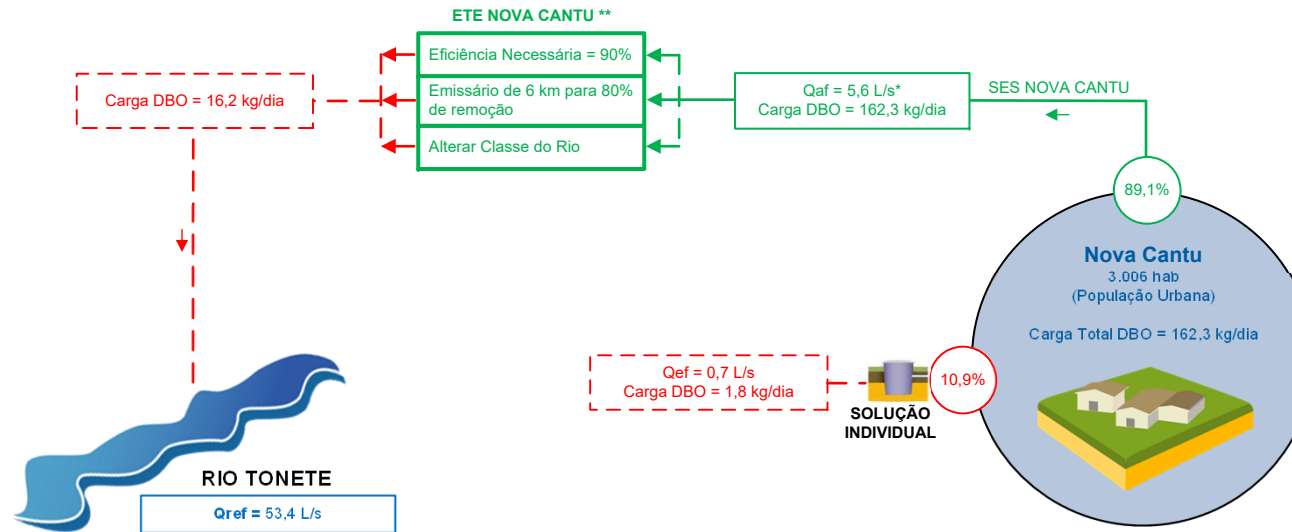 ETE NOVA CANTU **
Eficiência Necessária = 90%
Emissário de 6 km para 80%
de remoção
Alterar Classe do Rio
Carga DBO = 16,2 kg/dia
Qaf = 5,6 L/s*
Carga DBO = 162,3 kg/dia
SES NOVA CANTU
89,1%
Nova Cantu
3.006 hab
(População Urbana)
Carga Total DBO = 162,3 kg/dia
10,9%
SOLUÇÃO
INDIVIDUAL
Qef = 0,7 L/s
Carga DBO = 1,8 kg/dia
RIO TONETE
Qref = 53,4 L/s